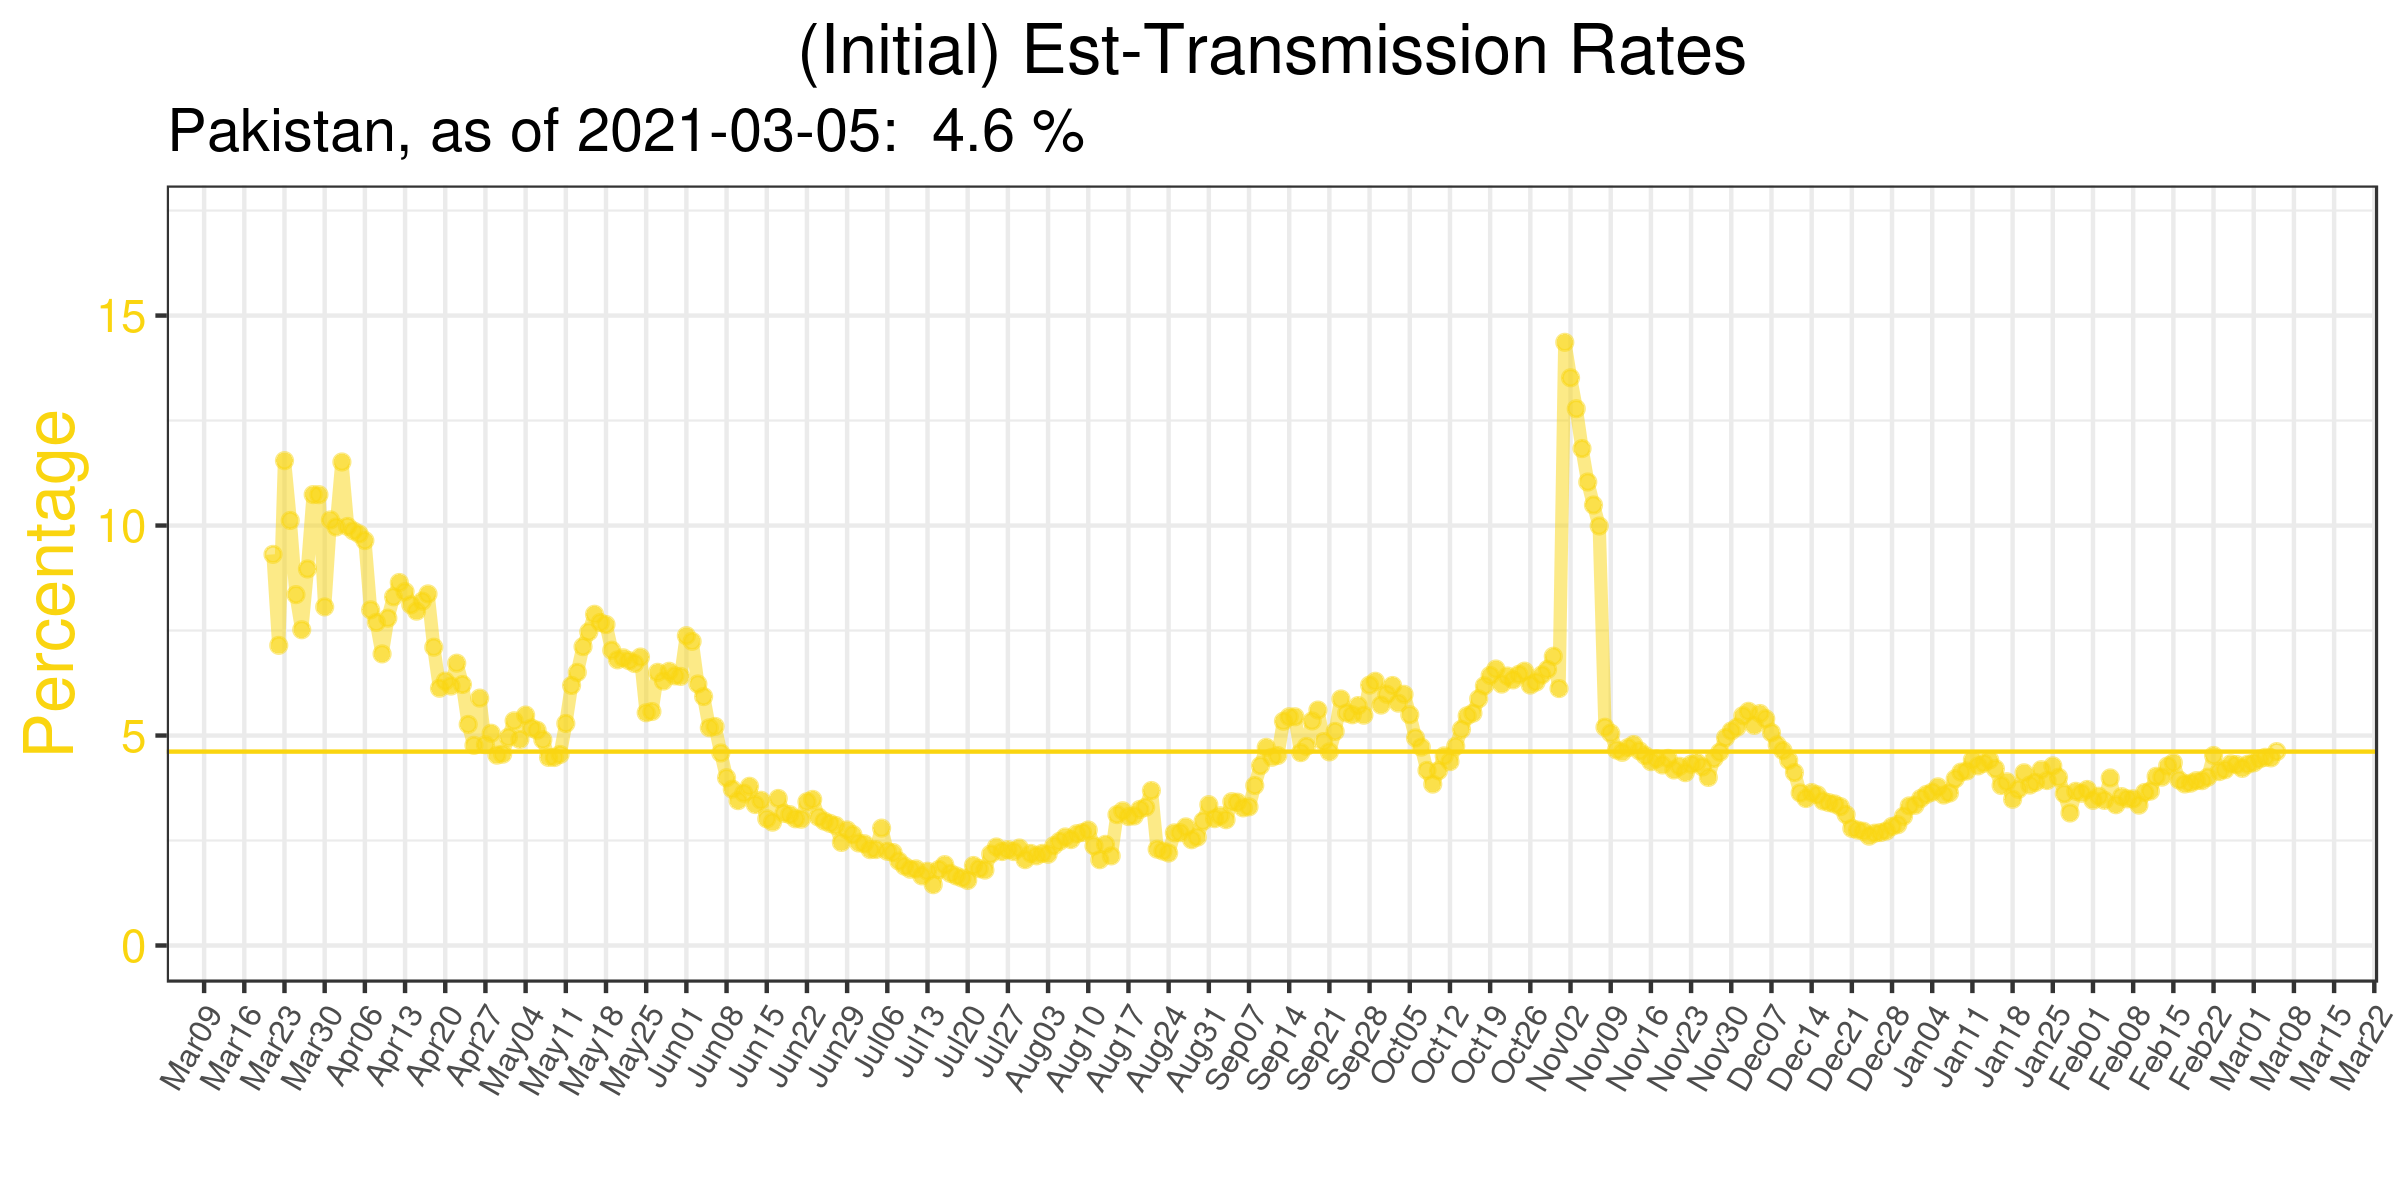 (Initial) Est-Transmission Rates
Pakistan, as of 2021-03-05:  4.6 %
Percentage
15
10
5
0
Mar09 Mar16 Mar23 Mar30 Apr06 Apr13 Apr20 Apr27 May04 May11 May18 May25 Jun01 Jun08 Jun15 Jun22 Jun29 Jul06 Jul13 Jul20 Jul27 Aug03 Aug10 Aug17 Aug24 Aug31 Sep07 Sep14 Sep21 Sep28 Oct05 Oct12 Oct19 Oct26 Nov02 Nov09 Nov16 Nov23 Nov30 Dec07 Dec14 Dec21 Dec28 Jan04 Jan11 Jan18 Jan25 Feb01 Feb08 Feb15 Feb22 Mar01 Mar08 Mar15 Mar22